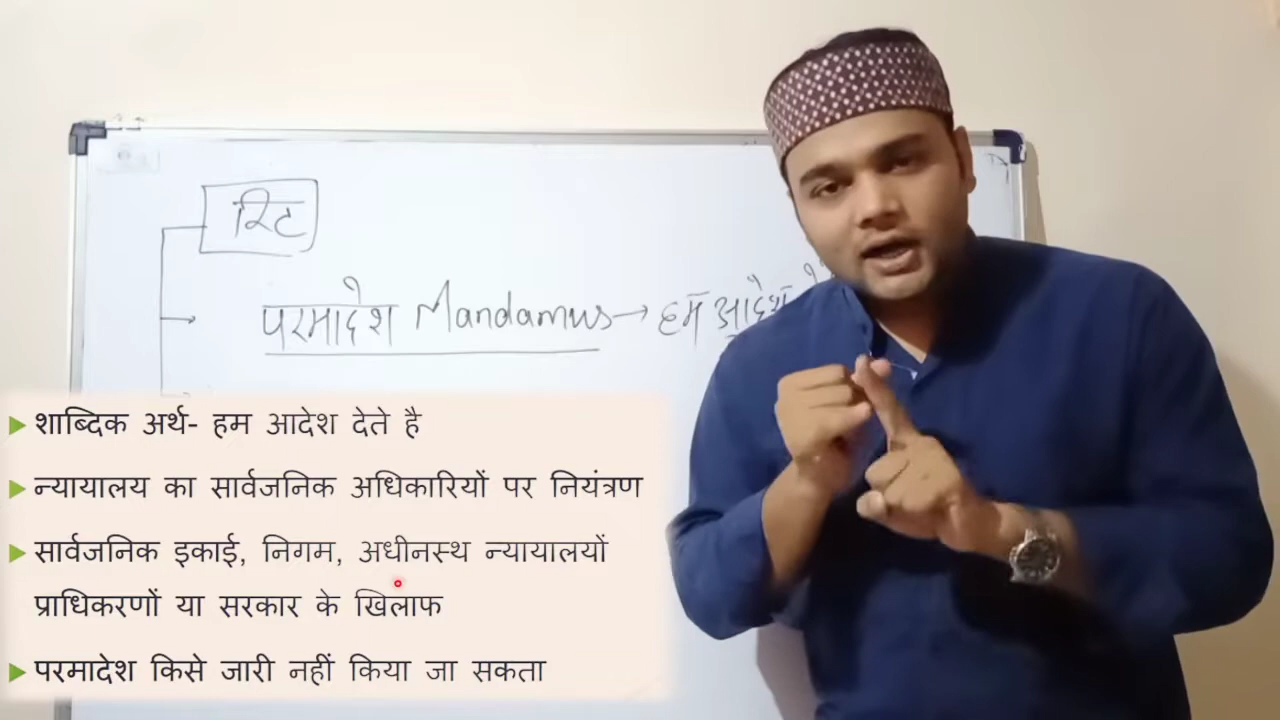 रिट
परमादेश Mandamus → हम आदेश
शाब्दिक अर्थ- हम आदेश देते है
न्यायालय का सार्वजनिक अधिकारियों पर नियंत्रण
सार्वजनिक इकाई, निगम, अधीनस्थ न्यायालयों
प्राधिकरणों या सरकार के खिलाफ
परमादेश किसे जारी नहीं किया जा सकता